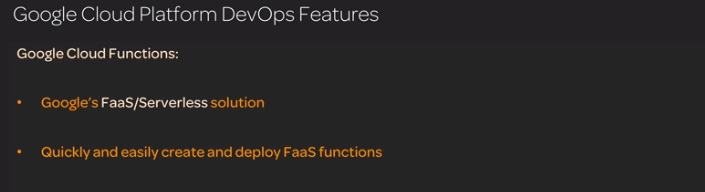 Google Cloud Platform DevOps Features
Google Cloud Functions:
• Google's FaaS/Serverless solution
• Quickly and easily create and deploy FaaS functions